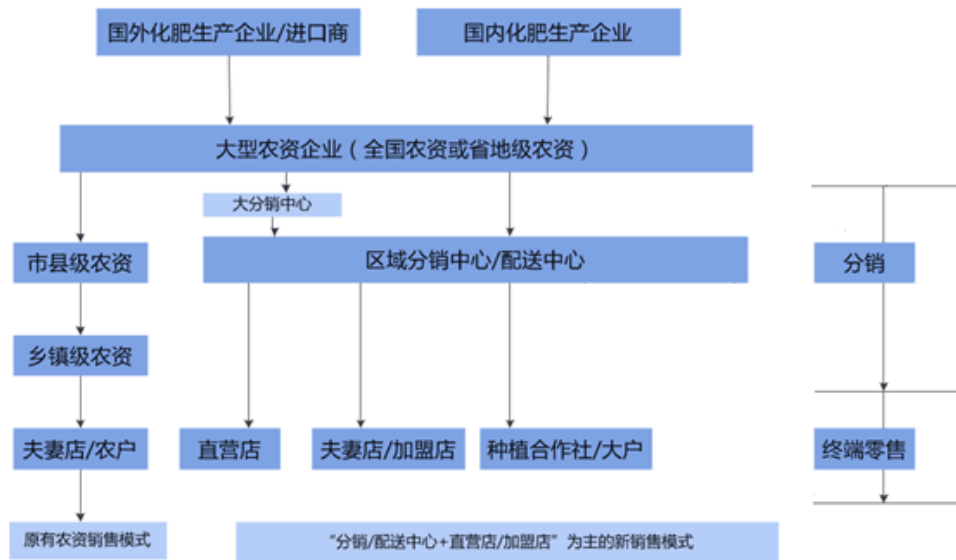 国外化肥生产企业/进口商
国内化肥生产企业
大型农资企业（全国农资或省地级农资）
大分销中心
市县级农资
区域分销中心/配送中心
分销
乡镇级农资
夫妻店/农户
直营店
夫妻店/加盟店
种植合作社/大户
终端零售
原有农资销售模式
“分销/配送中心+直营店/加盟店”为主的新销售模式